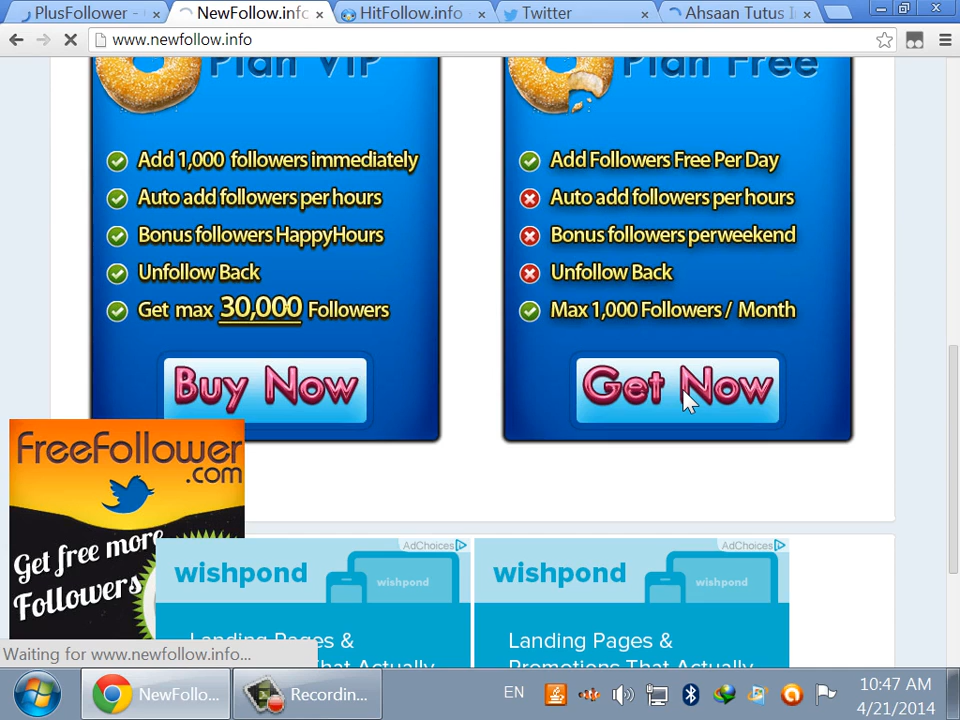 PlusFollower -
NewFollow.info
HitFollow.info
Twitter
Ahsaan Tutus I
www.newfollow.info
Plan VIP
Add 1,000 followers immediately
Auto add followers per hours
Bonus followers HappyHours
Unfollow Back
Get max 30,000 Followers
Buy Now
Plan Free
Add Followers Free Per Day
Auto add followers per hours
Bonus followers perweekend
Unfollow Back
Max 1,000 Followers / Month
Get Now
FreeFollower
.com
Get free more
Followers
AdChoices
wishpond
wishpond
Landing Pages &
That Actually
AdChoices
wishpond
wishpond
Landing Pages &
Promotions That Actually
Waiting for www.newfollow.info...
NewFollo...
Recordin...
EN
10:47 AM
4/21/2014